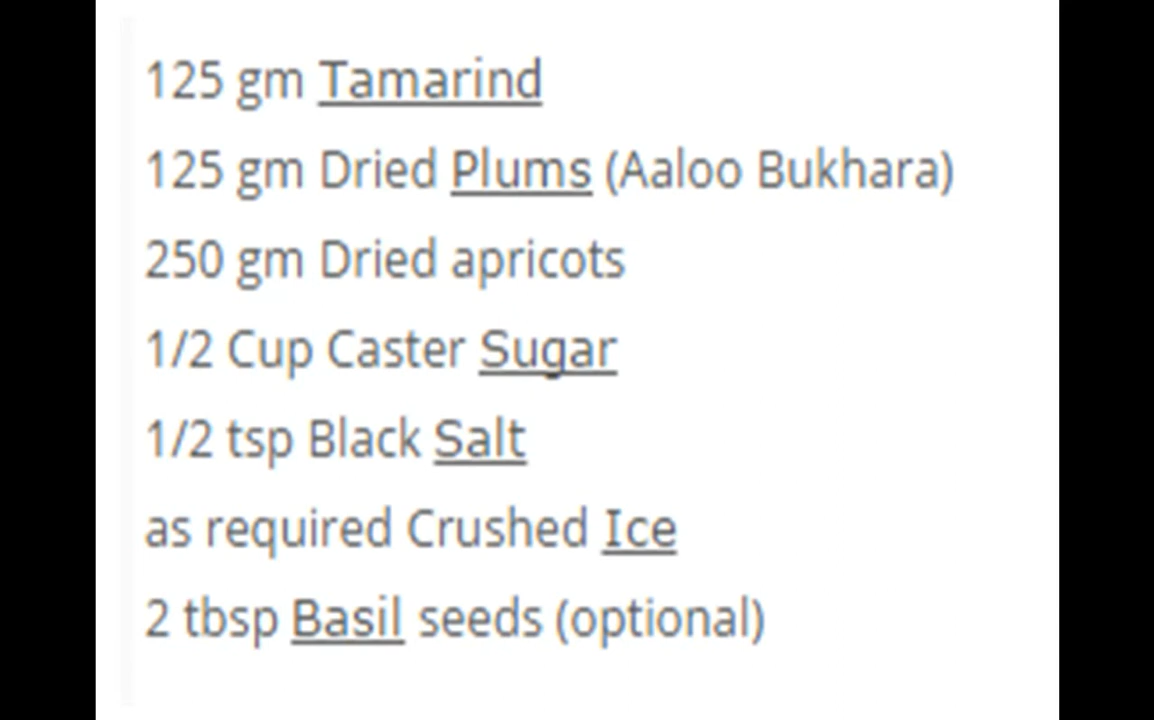 125 gm Tamarind
125 gm Dried Plums (Aaloo Bukhara)
250 gm Dried apricots
1/2 Cup Caster Sugar
1/2 tsp Black Salt
as required Crushed Ice
2 tbsp Basil seeds (optional)